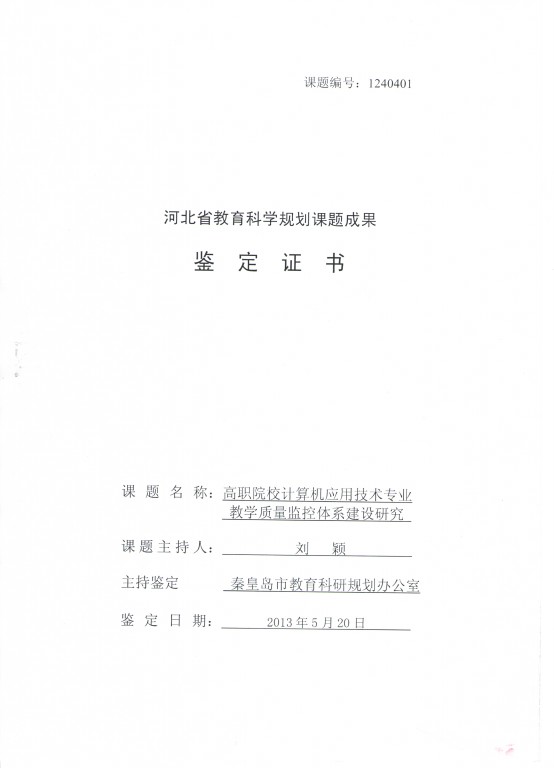 课题编号：1240401
河北省教育科学规划课题成果
鉴 定 证 书
课 题 名 称：高职院校计算机应用技术专业
教学质量监控体系建设研究
课题主持人： 刘 颖
主持鉴定 秦皇岛市教育科研规划办公室
鉴 定 日 期： 2013年5月20日